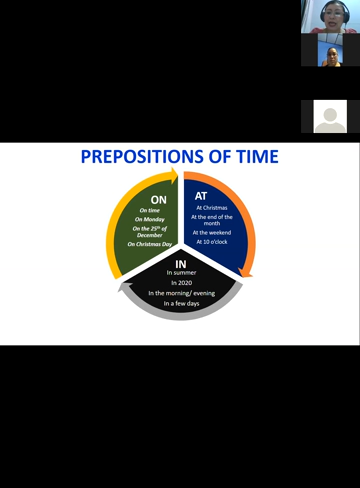 PREPOSITIONS OF TIME
ON
On time
On Monday
On the 25th of
December
On Christmas Day
AT
At Christmas
At the end of the
month
At the weekend
At 10 o'clock
IN
In summer
In 2020
In the morning/ evening
In a few days